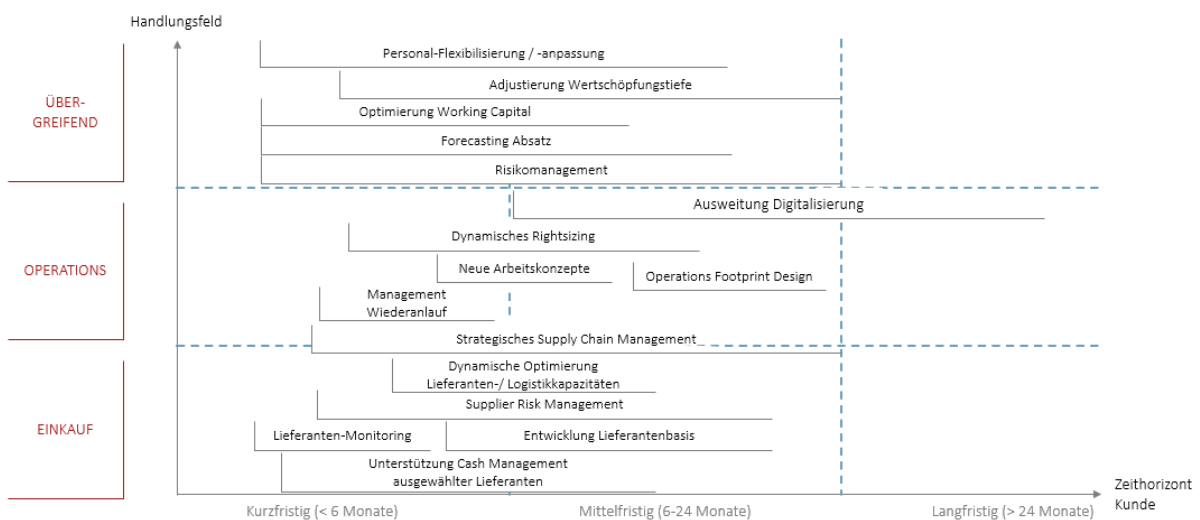 Handlungsfeld
Personal-Flexibilisierung / -anpassung
Adjustierung Wertschöpfungstiefe
ÜBER-
GREIFEND
Optimierung Working Capital
Forecasting Absatz
Risikomanagement
Ausweitung Digitalisierung
Dynamisches Rightsizing
OPERATIONS
Neue Arbeitskonzepte
Operations Footprint Design
Management
Wiederanlauf
Strategisches Supply Chain Management
Dynamische Optimierung
Lieferanten-/ Logistikkapazitäten
Supplier Risk Management
EINKAUF
Lieferanten-Monitoring
Entwicklung Lieferantenbasis
Unterstützung Cash Management
ausgewählter Lieferanten
Zeithorizont
Kunde
Kurzfristig (< 6 Monate)
Mittelfristig (6-24 Monate)
Langfristig (> 24 Monate)